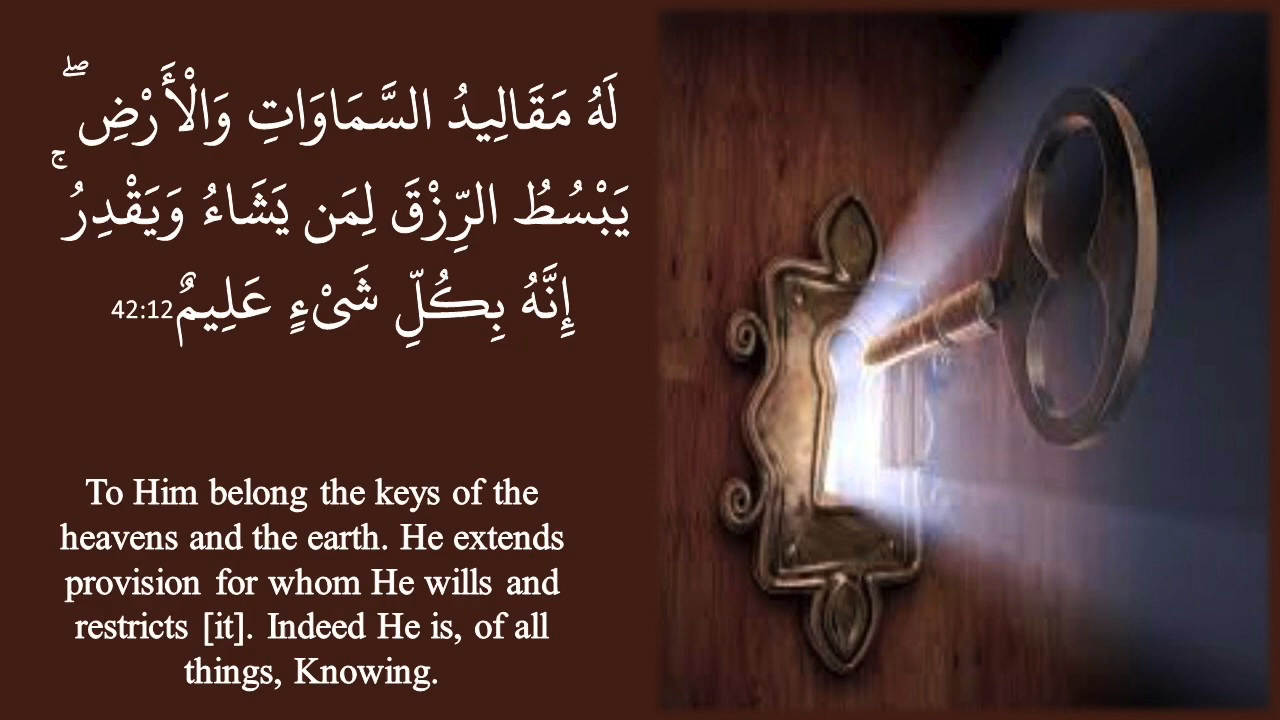 لَهُ مَقَالِيدُ السَّمَاوَاتِ وَالْأَرْضِ ۖ
يَبْسُطُ الرِّزْقَ لِمَن يَشَاءُ وَيَقْدِرُ ۚ
إِنَّهُ بِكُلِّ شَىْءٍ عَلِيمٌ 42:12
To Him belong the keys of the
heavens and the earth. He extends
provision for whom He wills and
restricts [it]. Indeed He is, of all
things, Knowing.